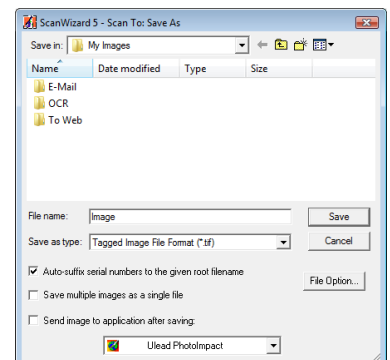 ScanWizard 5 - Scan To: Save As
Save in: My Images
Name Date modified Type Size
E-Mail
OCR
To Web
File name: Image Save
Save as type: Tagged Image File Format (*.tif) Cancel
Auto-suffix serial numbers to the given root filename
File Option...
Save multiple images as a single file
Send image to application after saving:
Ulead PhotoImpact